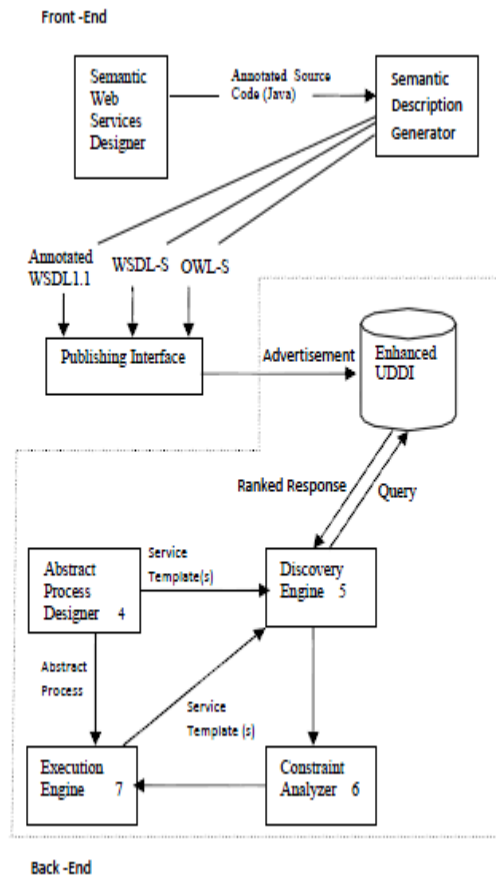 Front -End
Semantic
Web
Services
Designer
Annotated Source
Code (Java)
Semantic
Description
Generator
Annotated
WSDL1.1
WSDL-S
OWL-S
Publishing Interface
Advertisement
Enhanced
UDDI
Ranked Response
Query
Abstract
Process
Designer 4
Service
Template(s)
Discovery
Engine 5
Abstract
Process
Service
Template (s)
Execution
Engine 7
Constraint
Analyzer 6
Back -End